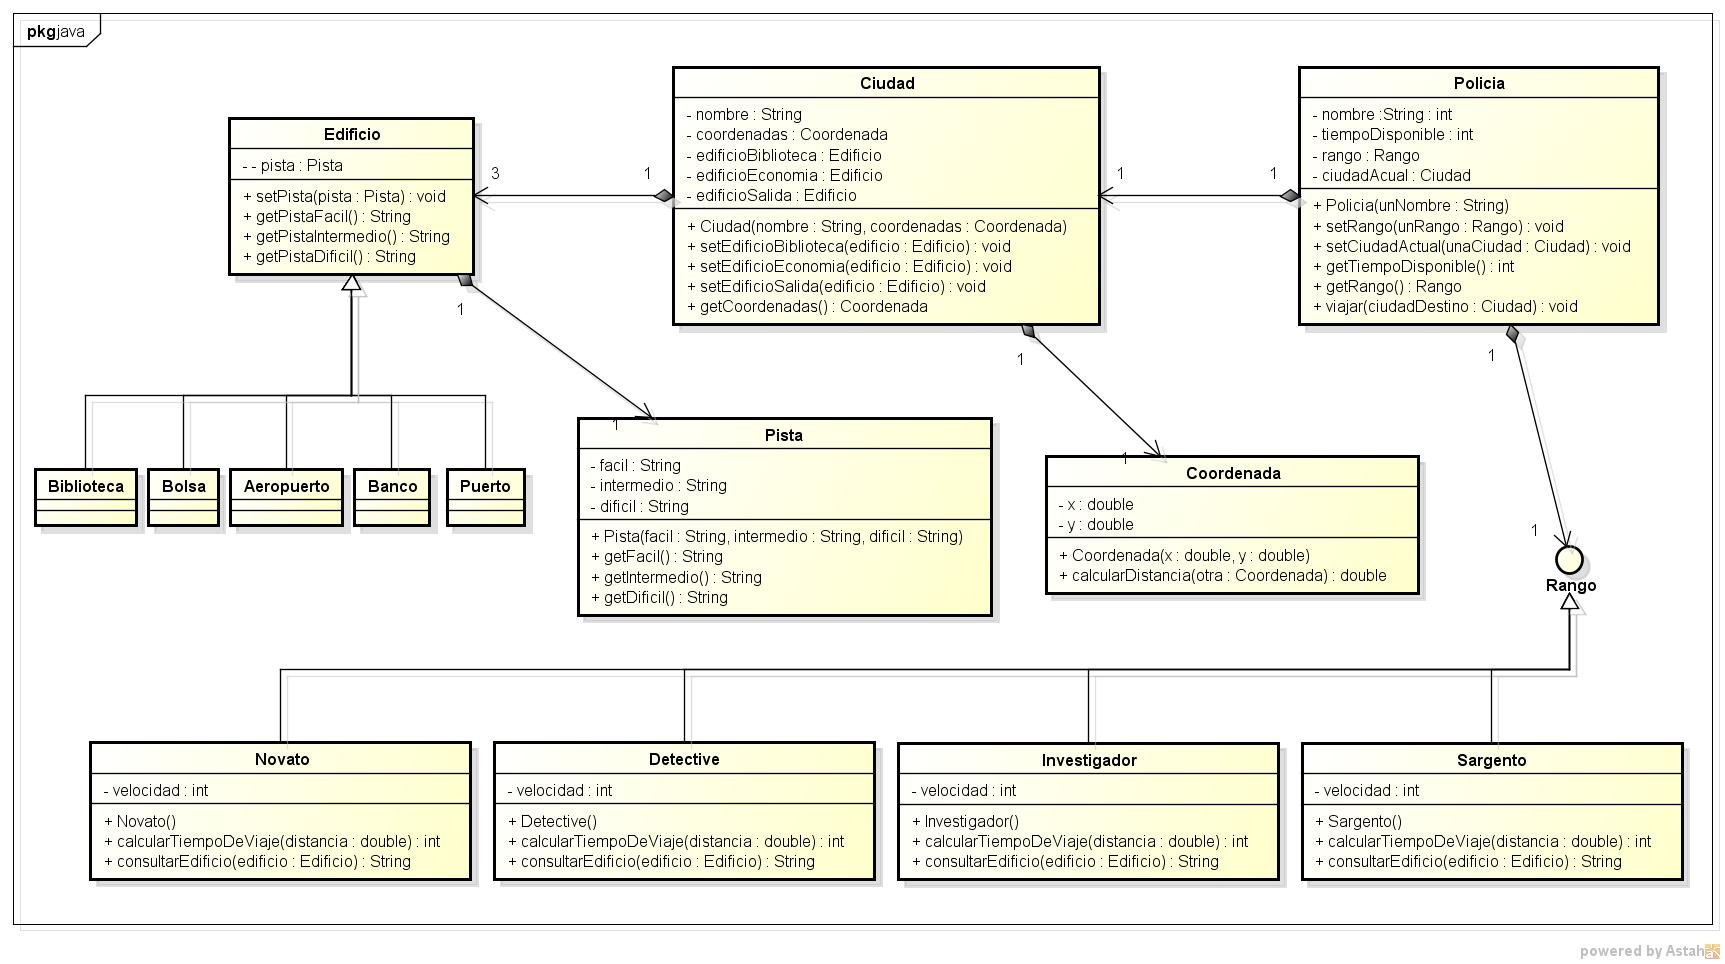 pkg java
Ciudad
- nombre : String
- coordenadas : Coordenada
- edificioBiblioteca : Edificio
- edificioEconomia : Edificio
- edificioSalida : Edificio
+ Ciudad(nombre : String, coordenadas : Coordenada)
+ setEdificioBiblioteca(edificio : Edificio) : void
+ setEdificioEconomia(edificio : Edificio) : void
+ setEdificioSalida(edificio : Edificio) : void
+ getCoordenadas() : Coordenada
Policia
- nombre :String : int
- tiempoDisponible : int
- rango : Rango
- ciudadAcual : Ciudad
+ Policia(unNombre : String)
+ setRango(unRango : Rango) : void
+ setCiudadActual(unaCiudad : Ciudad) : void
+ getTiempoDisponible() : int
+ getRango() : Rango
+ viajar(ciudadDestino : Ciudad) : void
Edificio
- - pista : Pista
+ setPista(pista : Pista) : void
+ getPistaFacil() : String
+ getPistaIntermedio() : String
+ getPistaDificil() : String
3
1
1
1
1
1
1
1
1
1
Biblioteca
Bolsa
Aeropuerto
Banco
Puerto
Pista
- facil : String
- intermedio : String
- dificil : String
+ Pista(facil : String, intermedio : String, dificil : String)
+ getFacil() : String
+ getIntermedio() : String
+ getDificil() : String
Coordenada
- x : double
- y : double
+ Coordenada(x : double, y : double)
+ calcularDistancia(otra : Coordenada) : double
Rango
Novato
- velocidad : int
+ Novato()
+ calcularTiempoDeViaje(distancia : double) : int
+ consultarEdificio(edificio : Edificio) : String
Detective
- velocidad : int
+ Detective()
+ calcularTiempoDeViaje(distancia : double) : int
+ consultarEdificio(edificio : Edificio) : String
Investigador
- velocidad : int
+ Investigador()
+ calcularTiempoDeViaje(distancia : double) : int
+ consultarEdificio(edificio : Edificio) : String
Sargento
- velocidad : int
+ Sargento()
+ calcularTiempoDeViaje(distancia : double) : int
+ consultarEdificio(edificio : Edificio) : String
powered by Astah